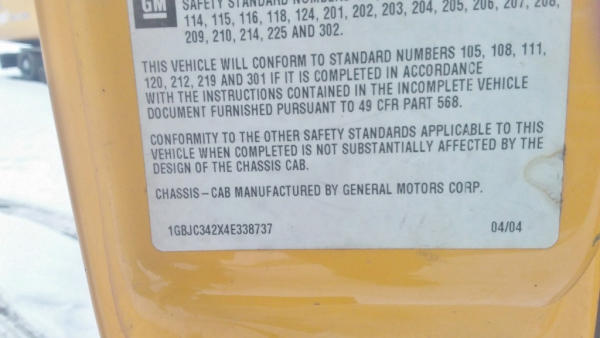 GM
SAFETY STANDARD NUMBERS
114, 115, 116, 118, 124, 201, 202, 203, 204, 205, 206, 207, 208,
209, 210, 214, 225 AND 302.
THIS VEHICLE WILL CONFORM TO STANDARD NUMBERS 105, 108, 111,
120, 212, 219 AND 301 IF IT IS COMPLETED IN ACCORDANCE
WITH THE INSTRUCTIONS CONTAINED IN THE INCOMPLETE VEHICLE
DOCUMENT FURNISHED PURSUANT TO 49 CFR PART 568.
CONFORMITY TO THE OTHER SAFETY STANDARDS APPLICABLE TO THIS
VEHICLE WHEN COMPLETED IS NOT SUBSTANTIALLY AFFECTED BY THE
DESIGN OF THE CHASSIS CAB.
CHASSIS-CAB MANUFACTURED BY GENERAL MOTORS CORP.
1GBJC342X4E338737 04/04